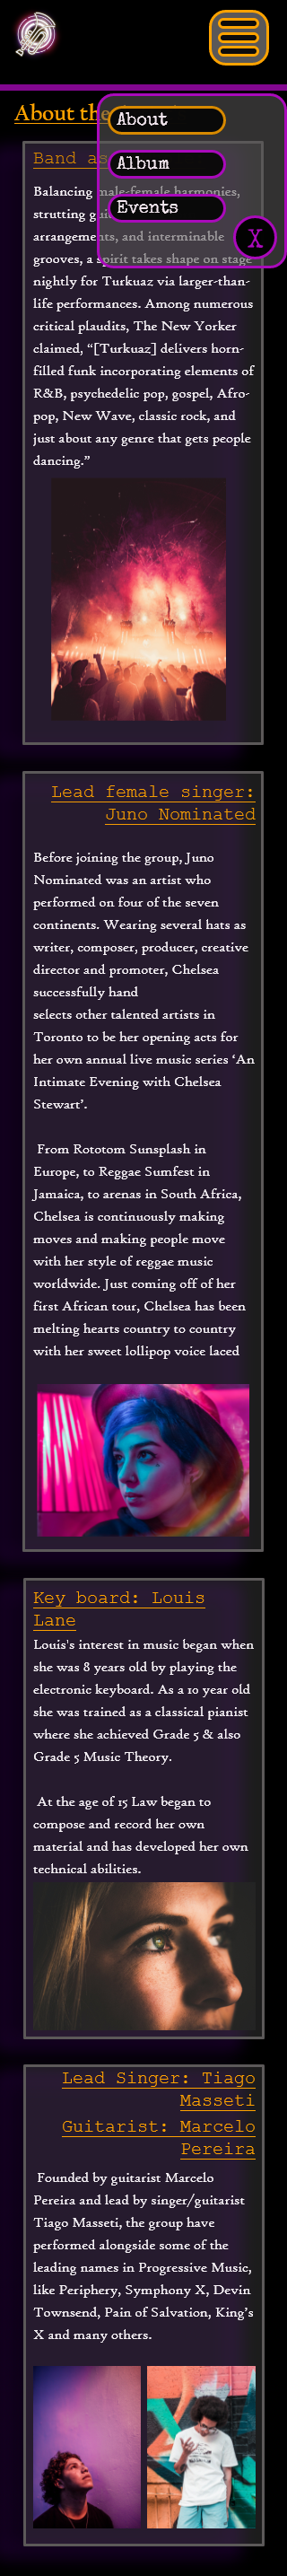 About the
About
Album
Events
X
Band as
Balancing male-female harmonies,
strutting
arrangements, and interminable
grooves, a spirit takes shape on stage
nightly for Turkuaz via larger-than-
life performances. Among numerous
critical plaudits, The New Yorker
claimed, “[Turkuaz] delivers horn-
filled funk incorporating elements of
R&B, psychedelic pop, gospel, Afro-
pop, New Wave, classic rock, and
just about any genre that gets people
dancing.”
Lead female singer:
Juno Nominated
Before joining the group, Juno
Nominated was an artist who
performed on four of the seven
continents. Wearing several hats as
writer, composer, producer, creative
director and promoter, Chelsea
successfully hand
selects other talented artists in
Toronto to be her opening acts for
her own annual live music series ‘An
Intimate Evening with Chelsea
Stewart’.
From Rototom Sunsplash in
Europe, to Reggae Sumfest in
Jamaica, to arenas in South Africa,
Chelsea is continuously making
moves and making people move
with her style of reggae music
worldwide. Just coming off of her
first African tour, Chelsea has been
melting hearts country to country
with her sweet lollipop voice laced
Key board: Louis
Lane
Louis's interest in music began when
she was 8 years old by playing the
electronic keyboard. As a 10 year old
she was trained as a classical pianist
where she achieved Grade 5 & also
Grade 5 Music Theory.
At the age of 15 Law began to
compose and record her own
material and has developed her own
technical abilities.
Lead Singer: Tiago
Masseti
Guitarist: Marcelo
Pereira
Founded by guitarist Marcelo
Pereira and lead by singer/guitarist
Tiago Masseti, the group have
performed alongside some of the
leading names in Progressive Music,
like Periphery, Symphony X, Devin
Townsend, Pain of Salvation, King’s
X and many others.